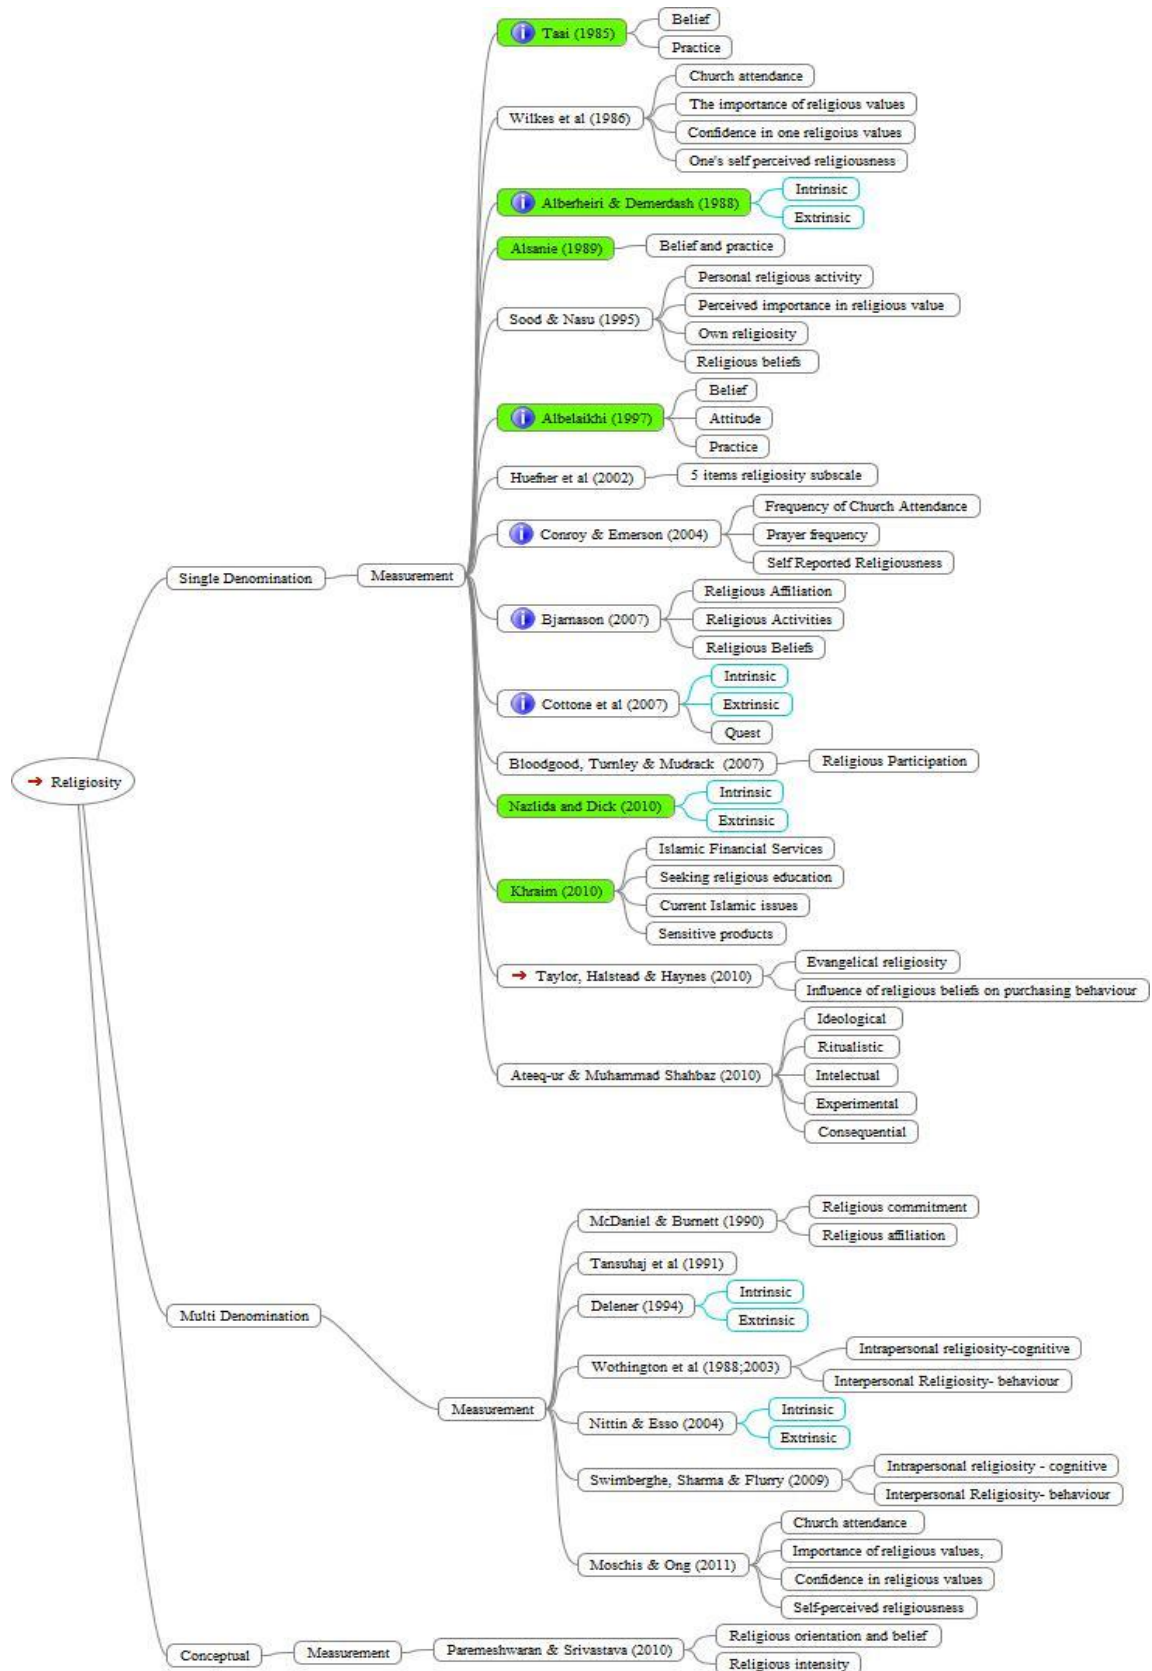 Religiosity
Single Denomination
Measurement
Taai (1985)
Belief
Practice
Wilkes et al (1986)
Church attendance
The importance of religious values
Confidence in one religoius values
One's self perceived religiousness
Alberheiri & Demerdash (1988)
Intrinsic
Extrinsic
Alsanie (1989)
Belief and practice
Sood & Nasu (1995)
Personal religious activity
Perceived importance in religious value
Own religiosity
Religious beliefs
Albelaikhi (1997)
Belief
Attitude
Practice
Huefner et al (2002)
5 items religiosity subscale
Conroy & Emerson (2004)
Frequency of Church Attendance
Prayer frequency
Self Reported Religiousness
Bjarnason (2007)
Religious Affiliation
Religious Activities
Religious Beliefs
Cottone et al (2007)
Intrinsic
Extrinsic
Quest
Bloodgood, Turnley & Mudrack (2007)
Religious Participation
Nazlida and Dick (2010)
Intrinsic
Extrinsic
Khraim (2010)
Islamic Financial Services
Seeking religious education
Current Islamic issues
Sensitive products
Taylor, Halstead & Haynes (2010)
Evangelical religiosity
Influence of religious beliefs on purchasing behaviour
Ateeq-ur & Muhammad Shahbaz (2010)
Ideological
Ritualistic
Intelectual
Experimental
Consequential
Multi Denomination
Measurement
McDaniel & Burnett (1990)
Religious commitment
Religious affiliation
Tansuhaj et al (1991)
Delener (1994)
Intrinsic
Extrinsic
Wothington et al (1988;2003)
Intrapersonal religiosity-cognitive
Interpersonal Religiosity- behaviour
Nittin & Esso (2004)
Intrinsic
Extrinsic
Swimberghe, Sharma & Flurry (2009)
Intrapersonal religiosity - cognitive
Interpersonal Religiosity- behaviour
Moschis & Ong (2011)
Church attendance
Importance of religious values,
Confidence in religious values
Self-perceived religiousness
Conceptual
Measurement
Paremeshwaran & Srivastava (2010)
Religious orientation and belief
Religious intensity